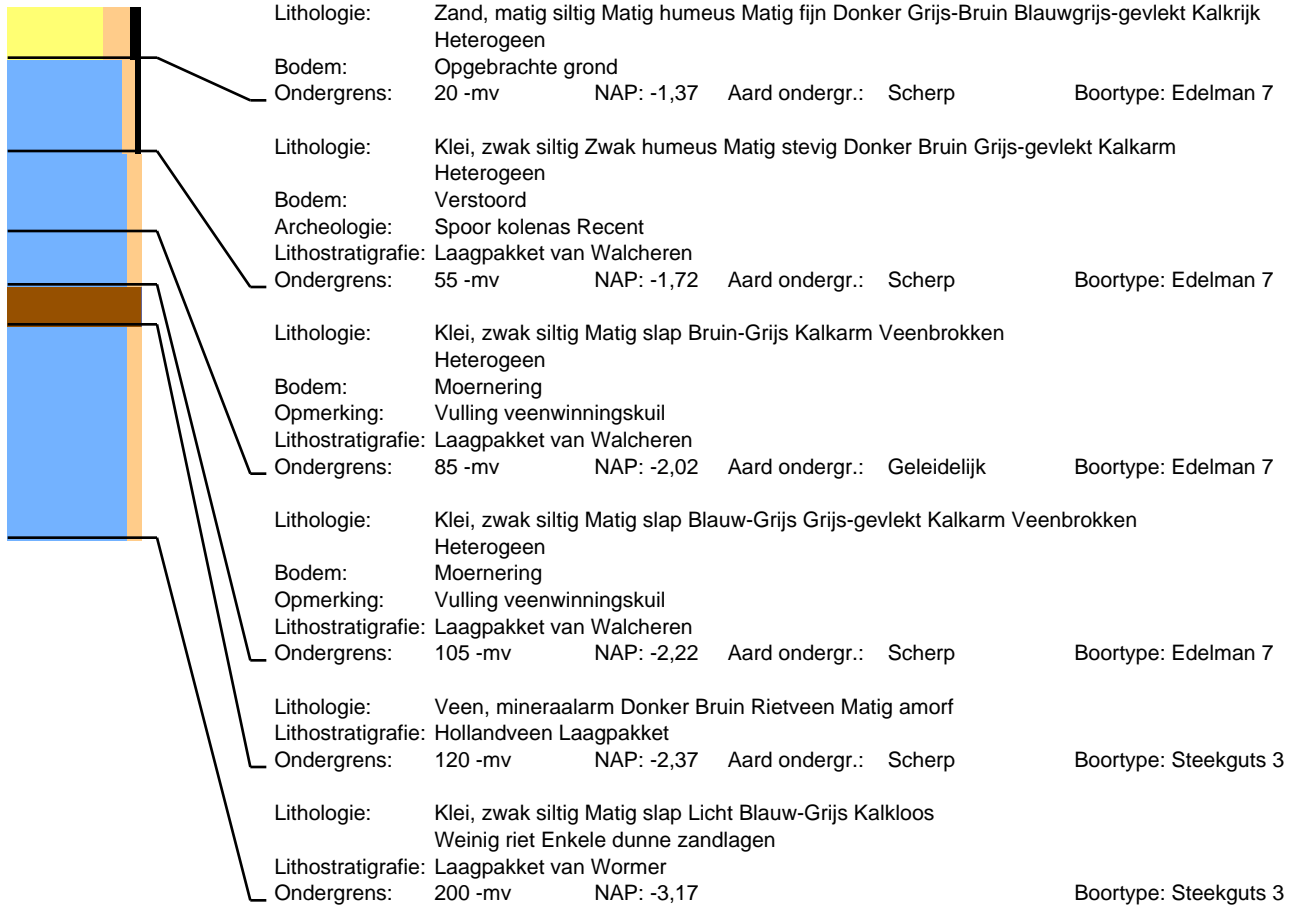 Lithologie: Zand, matig siltig Matig humeus Matig fijn Donker Grijs-Bruin Blauwgrijs-gevlekt Kalkrijk
Heterogeen
Bodem: Opgebrachte grond
Ondergrens: 20 -mv NAP: -1,37 Aard ondergr.: Scherp Boortype: Edelman 7
Lithologie: Klei, zwak siltig Zwak humeus Matig stevig Donker Bruin Grijs-gevlekt Kalkarm
Heterogeen
Bodem: Verstoord
Archeologie: Spoor kolenas Recent
Lithostratigrafie: Laagpakket van Walcheren
Ondergrens: 55 -mv NAP: -1,72 Aard ondergr.: Scherp Boortype: Edelman 7
Lithologie: Klei, zwak siltig Matig slap Bruin-Grijs Kalkarm Veenbrokken
Heterogeen
Bodem: Moernering
Opmerking: Vulling veenwinningskuil
Lithostratigrafie: Laagpakket van Walcheren
Ondergrens: 85 -mv NAP: -2,02 Aard ondergr.: Geleidelijk Boortype: Edelman 7
Lithologie: Klei, zwak siltig Matig slap Blauw-Grijs Grijs-gevlekt Kalkarm Veenbrokken
Heterogeen
Bodem: Moernering
Opmerking: Vulling veenwinningskuil
Lithostratigrafie: Laagpakket van Walcheren
Ondergrens: 105 -mv NAP: -2,22 Aard ondergr.: Scherp Boortype: Edelman 7
Lithologie: Veen, mineraalarm Donker Bruin Rietveen Matig amorf
Lithostratigrafie: Hollandveen Laagpakket
Ondergrens: 120 -mv NAP: -2,37 Aard ondergr.: Scherp Boortype: Steekguts 3
Lithologie: Klei, zwak siltig Matig slap Licht Blauw-Grijs Kalkloos
Weinig riet Enkele dunne zandlagen
Lithostratigrafie: Laagpakket van Wormer
Ondergrens: 200 -mv NAP: -3,17 Boortype: Steekguts 3